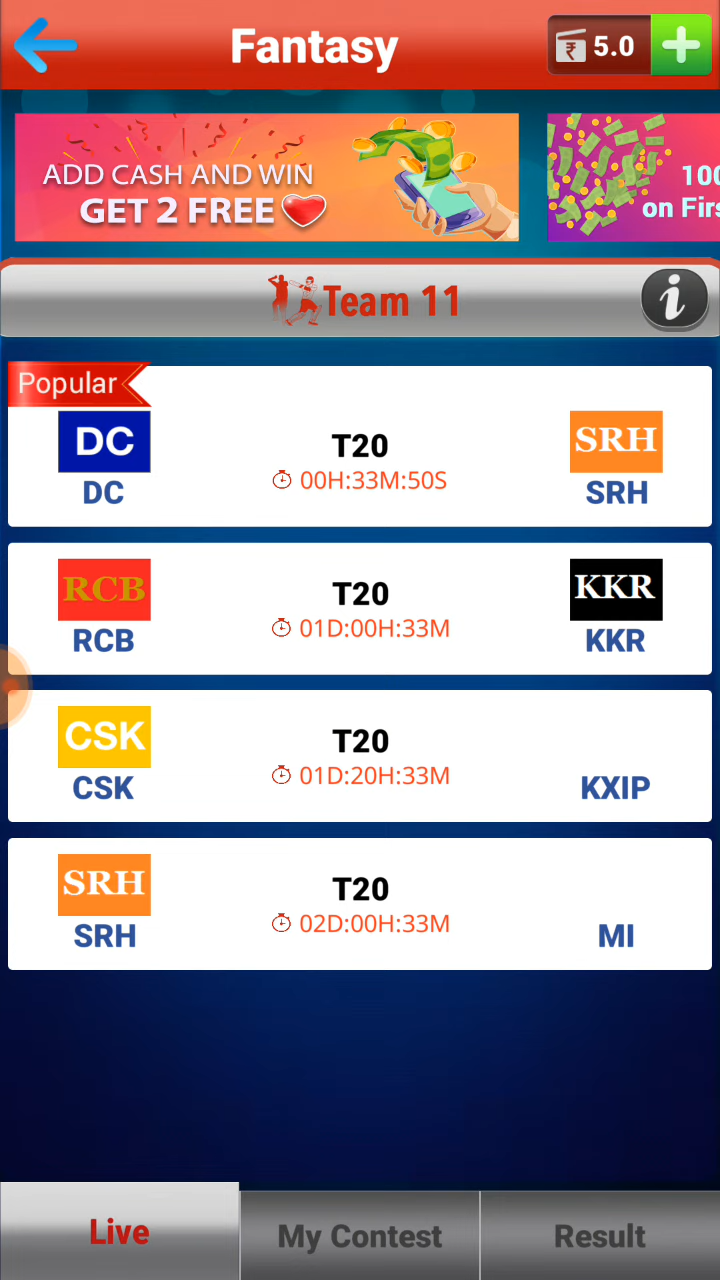 Fantasy
₹ 5.0 +
ADD CASH AND WIN
GET 2 FREE
100
on Firs
Team 11 i
Popular
DC
T20
SRH
00H:33M:50S
DC
SRH
RCB
T20
KKR
01D:00H:33M
RCB
KKR
CSK
T20
01D:20H:33M
CSK
KXIP
SRH
T20
02D:00H:33M
SRH
MI
Live
My Contest
Result